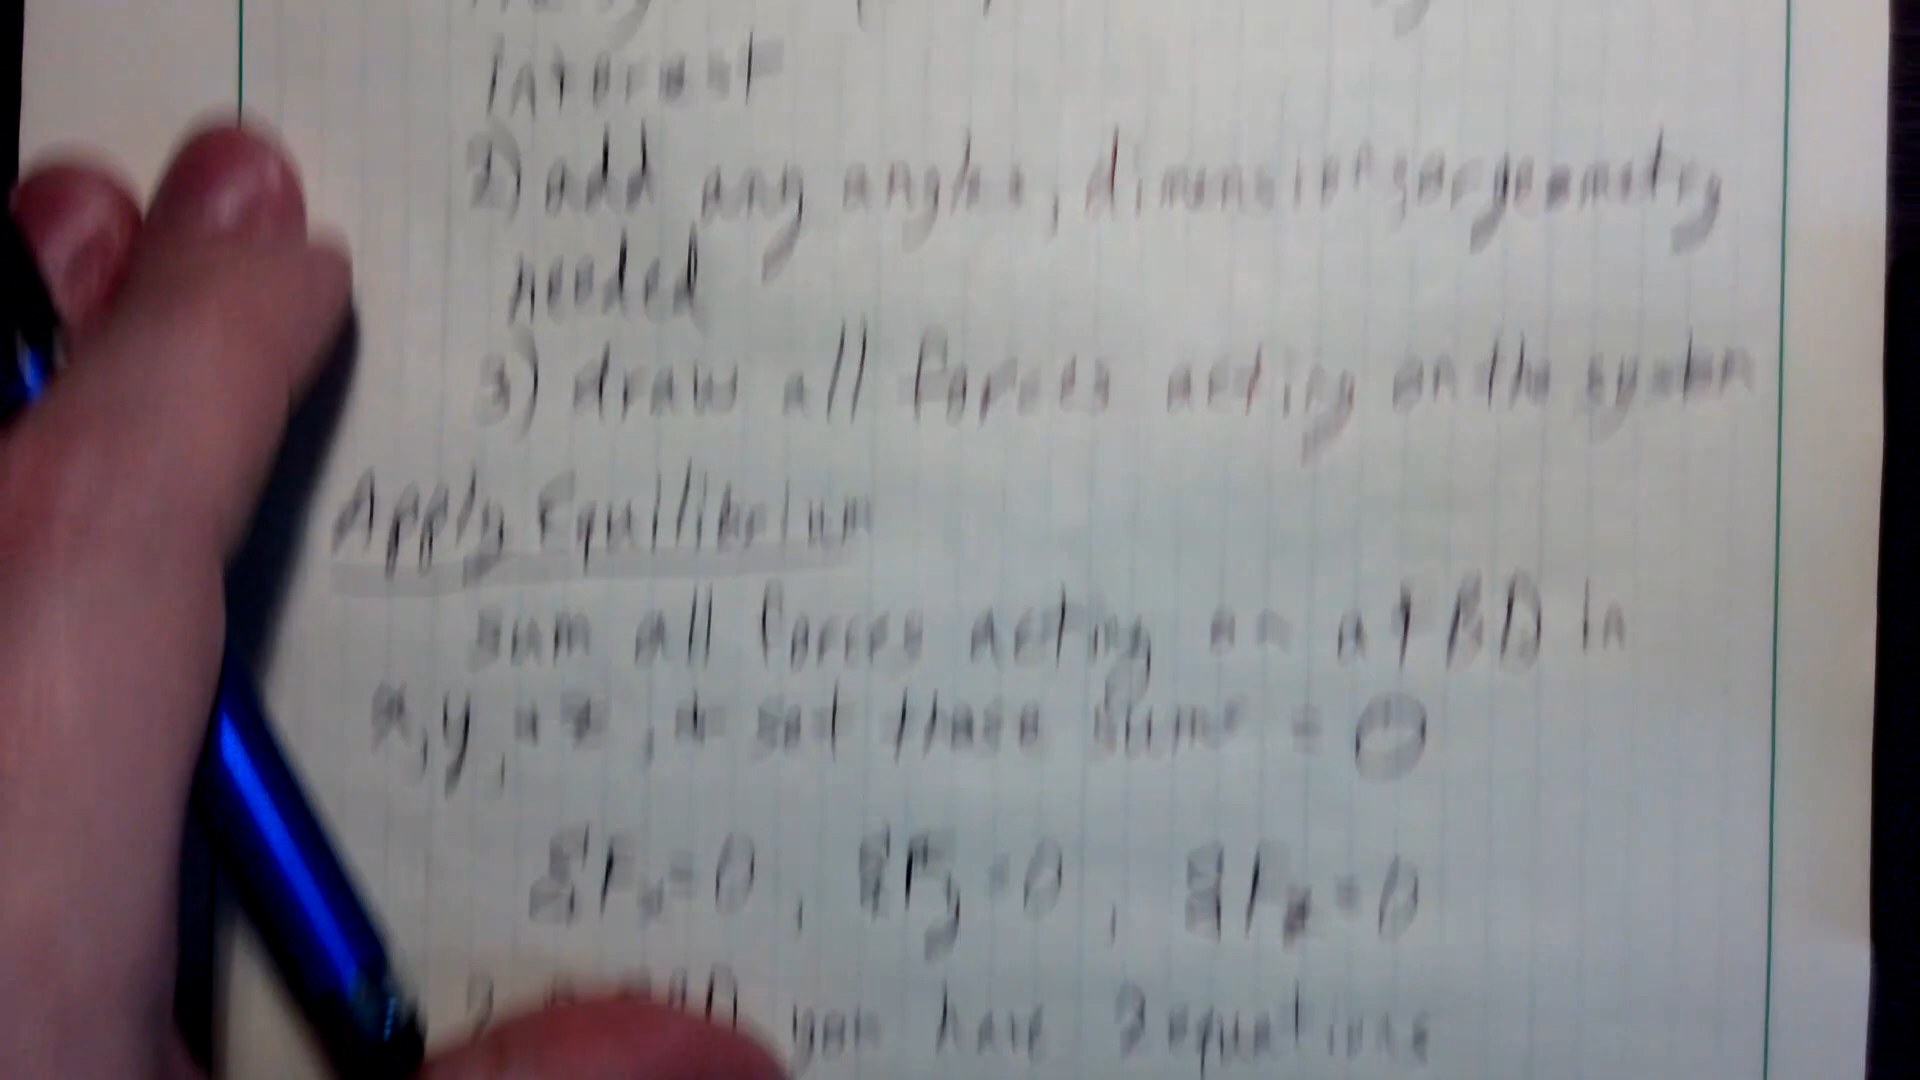 Interest
2) add any angles, dimensions, or geometry
needed
3) draw all forces acting on the system
Apply Equillibrium
sum all forces acting on a FBD in
x, y, + z, + set these sums = 0
ΣFx = 0, ΣFy = 0, ΣFz = 0
you have equations